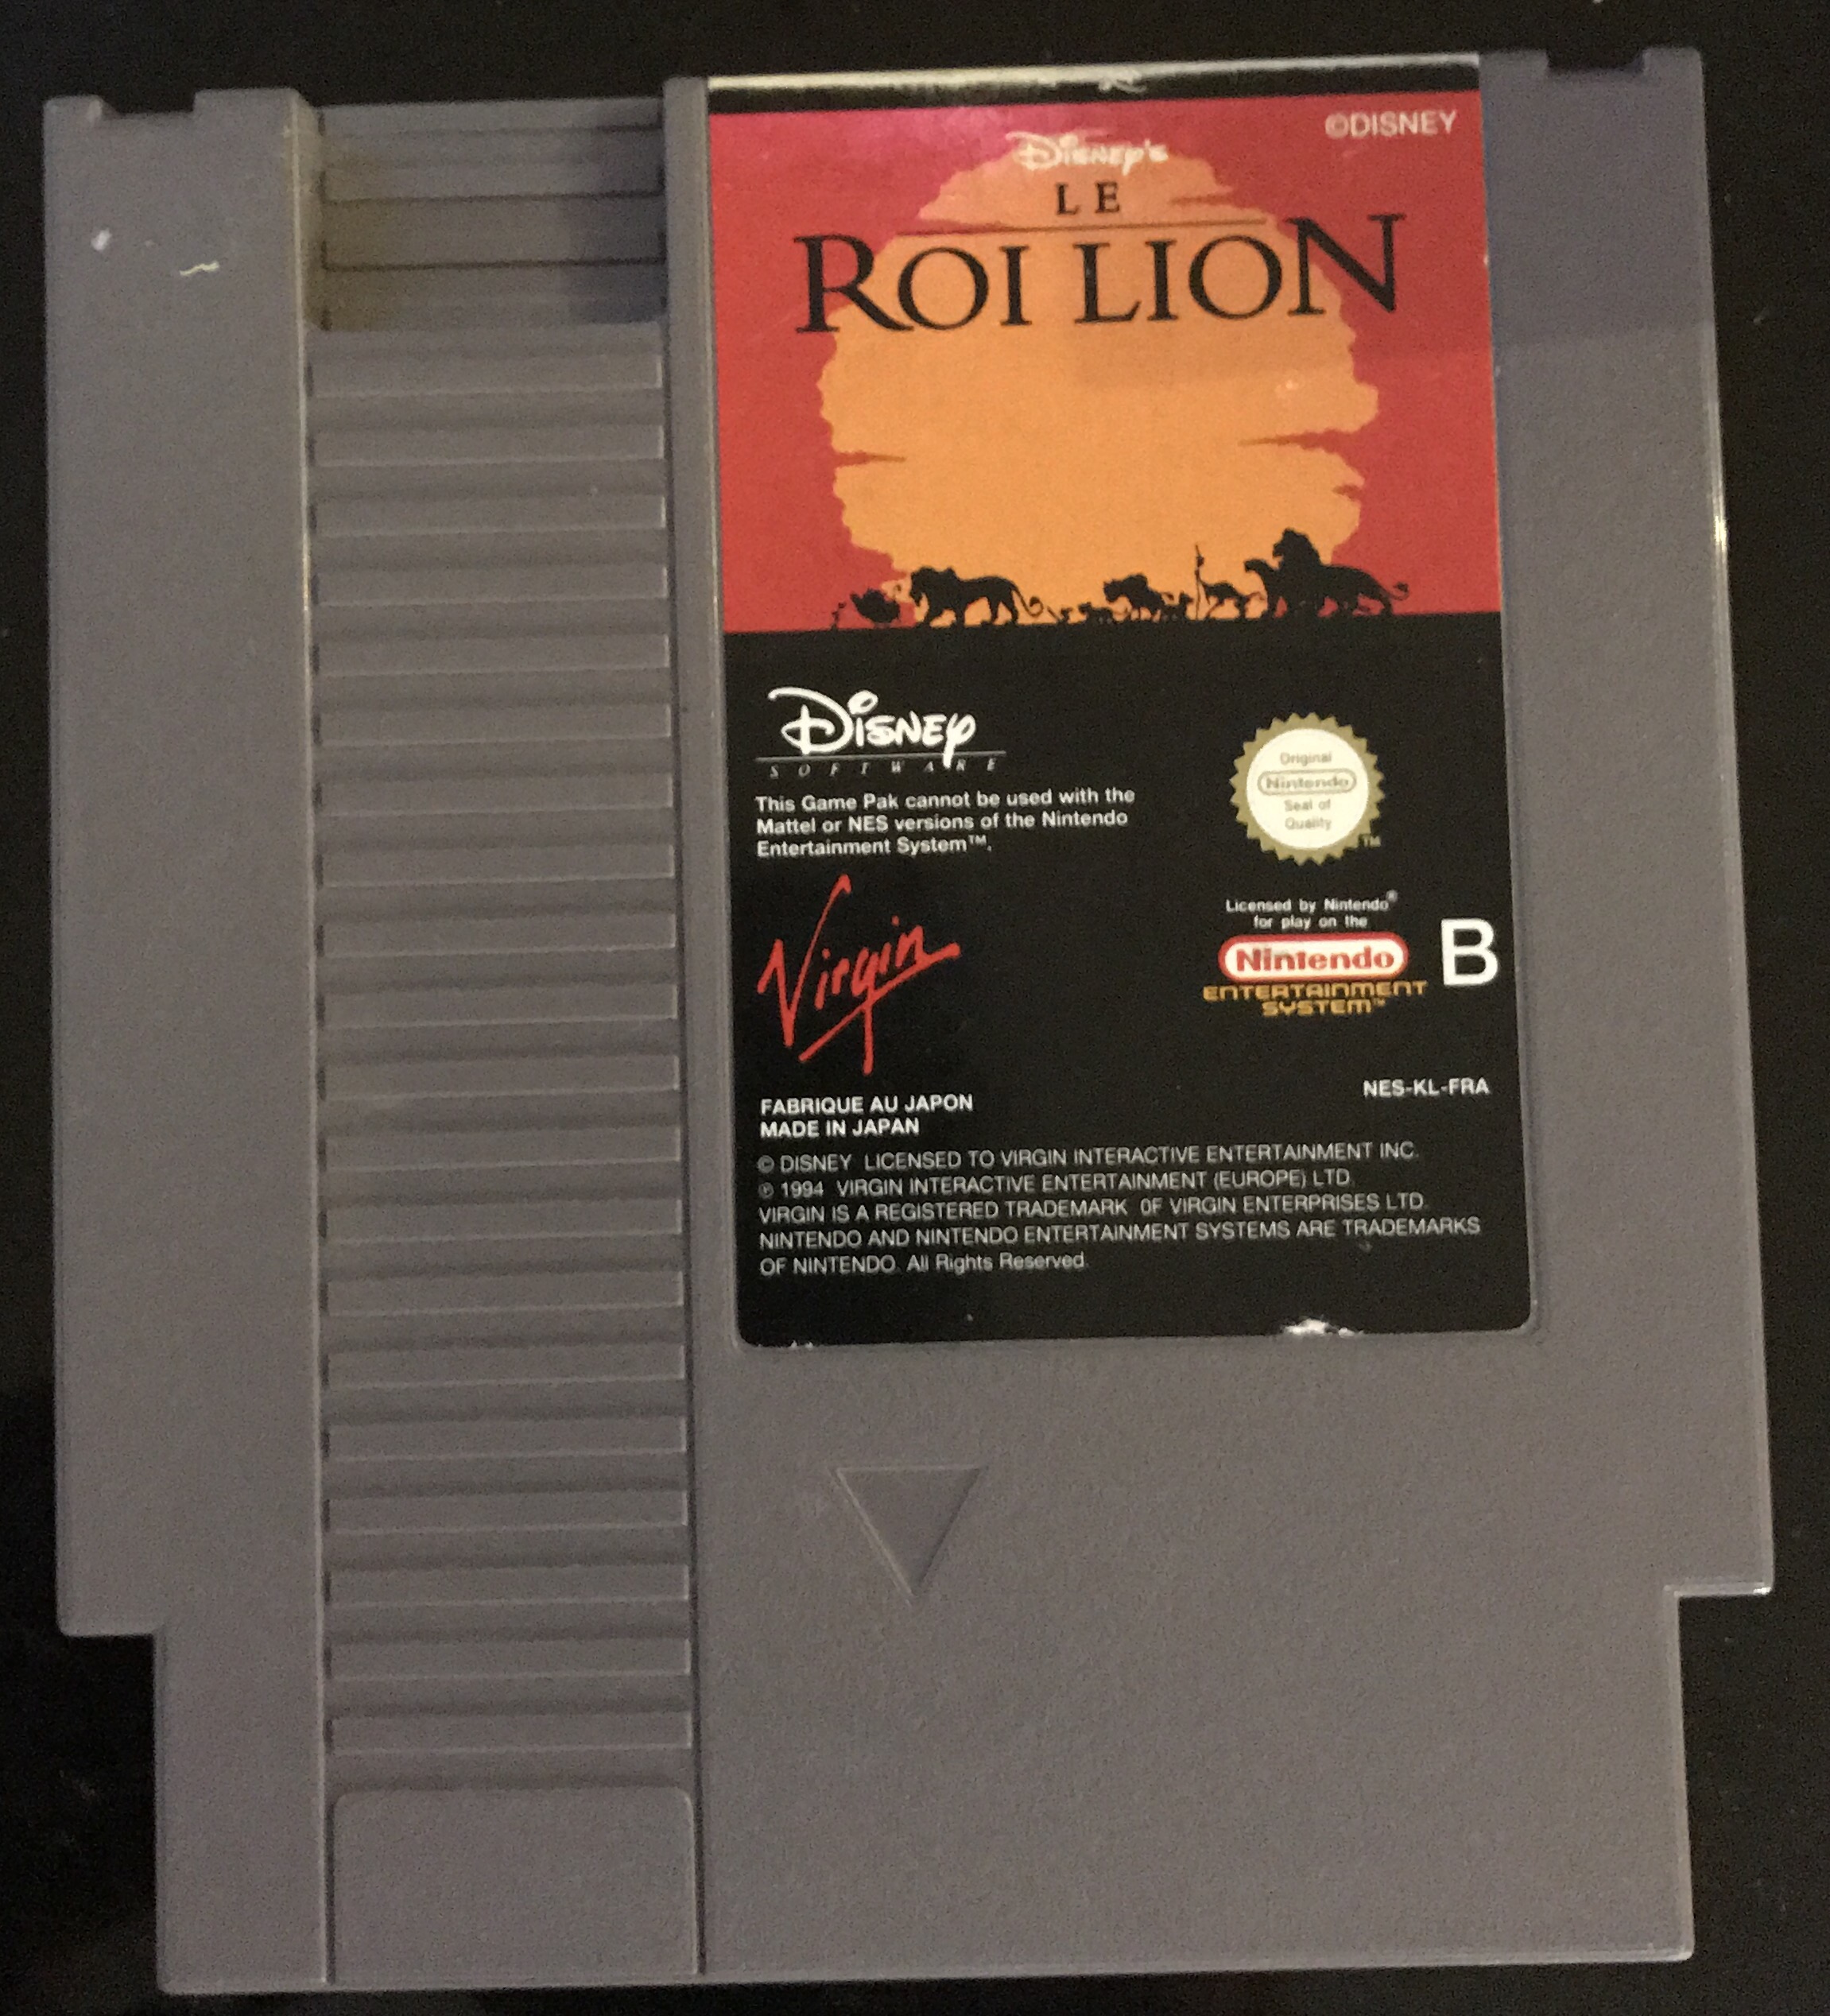 ©DISNEY
Disney's
LE
ROI LION
Disney
SOFTWARE
This Game Pak cannot be used with the
Mattel or NES versions of the Nintendo
Entertainment System™.
Original
Nintendo
Seal of
Quality
TM
Virgin
Licensed by Nintendo®
for play on the
Nintendo
ENTERTAINMENT
SYSTEM™
B
NES-KL-FRA
FABRIQUE AU JAPON
MADE IN JAPAN
© DISNEY LICENSED TO VIRGIN INTERACTIVE ENTERTAINMENT INC.
℗ 1994 VIRGIN INTERACTIVE ENTERTAINMENT (EUROPE) LTD.
VIRGIN IS A REGISTERED TRADEMARK OF VIRGIN ENTERPRISES LTD.
NINTENDO AND NINTENDO ENTERTAINMENT SYSTEMS ARE TRADEMARKS
OF NINTENDO. All Rights Reserved.